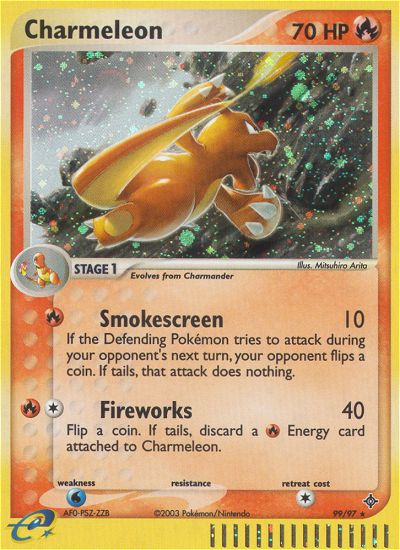 Charmeleon 70 HP
STAGE 1
Evolves from Charmander
Illus. Mitsuhiro Arita
Smokescreen 10
If the Defending Pokémon tries to attack during
your opponent's next turn, your opponent flips a
coin. If tails, that attack does nothing.
Fireworks 40
Flip a coin. If tails, discard a Energy card
attached to Charmeleon.
weakness resistance retreat cost
AF0-PSZ-ZZB ©2003 Pokémon/Nintendo 99/97 ★
e